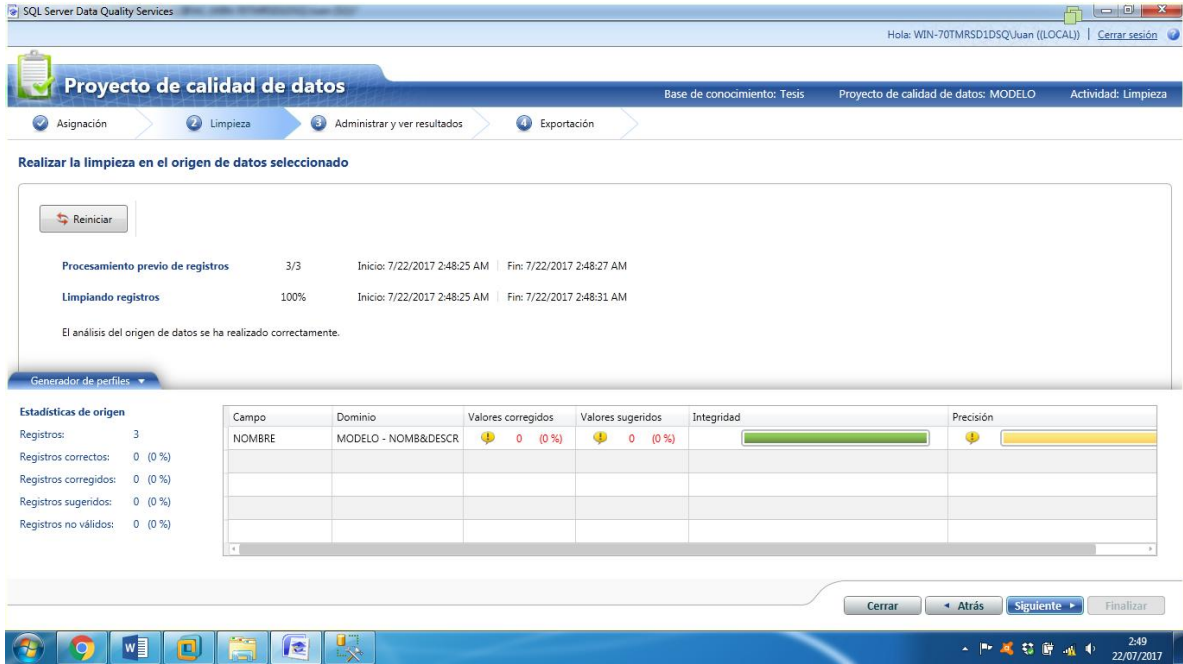 SQL Server Data Quality Services
Hola: WIN-70TMRSD1DSQ\Juan ((LOCAL)) | Cerrar sesión
Proyecto de calidad de datos
Base de conocimiento: Tesis Proyecto de calidad de datos: MODELO Actividad: Limpieza
Asignación 2 Limpieza 3 Administrar y ver resultados 4 Exportación
Realizar la limpieza en el origen de datos seleccionado
Reiniciar
Procesamiento previo de registros 3/3 Inicio: 7/22/2017 2:48:25 AM Fin: 7/22/2017 2:48:27 AM
Limpiando registros 100% Inicio: 7/22/2017 2:48:25 AM Fin: 7/22/2017 2:48:31 AM
El análisis del origen de datos se ha realizado correctamente.
Generador de perfiles
Estadísticas de origen
Registros: 3
Registros correctos: 0 (0 %)
Registros corregidos: 0 (0 %)
Registros sugeridos: 0 (0 %)
Registros no válidos: 0 (0 %)
Campo Dominio Valores corregidos Valores sugeridos Integridad Precisión
NOMBRE MODELO - NOMB&DESCR 0 (0 %) 0 (0 %)
Cerrar Atrás Siguiente Finalizar
2:49
22/07/2017